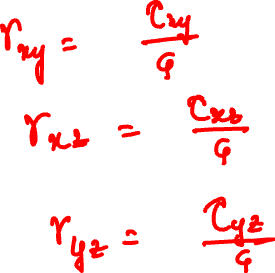 γxy = τxy/G
γxz = τxz/G
γyz = τyz/G